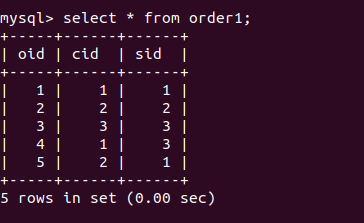 mysql> select * from order1;
+-----+------+------+
| oid | cid  | sid  |
+-----+------+------+
|   1 |    1 |    1 |
|   2 |    2 |    2 |
|   3 |    3 |    3 |
|   4 |    1 |    3 |
|   5 |    2 |    1 |
+-----+------+------+
5 rows in set (0.00 sec)